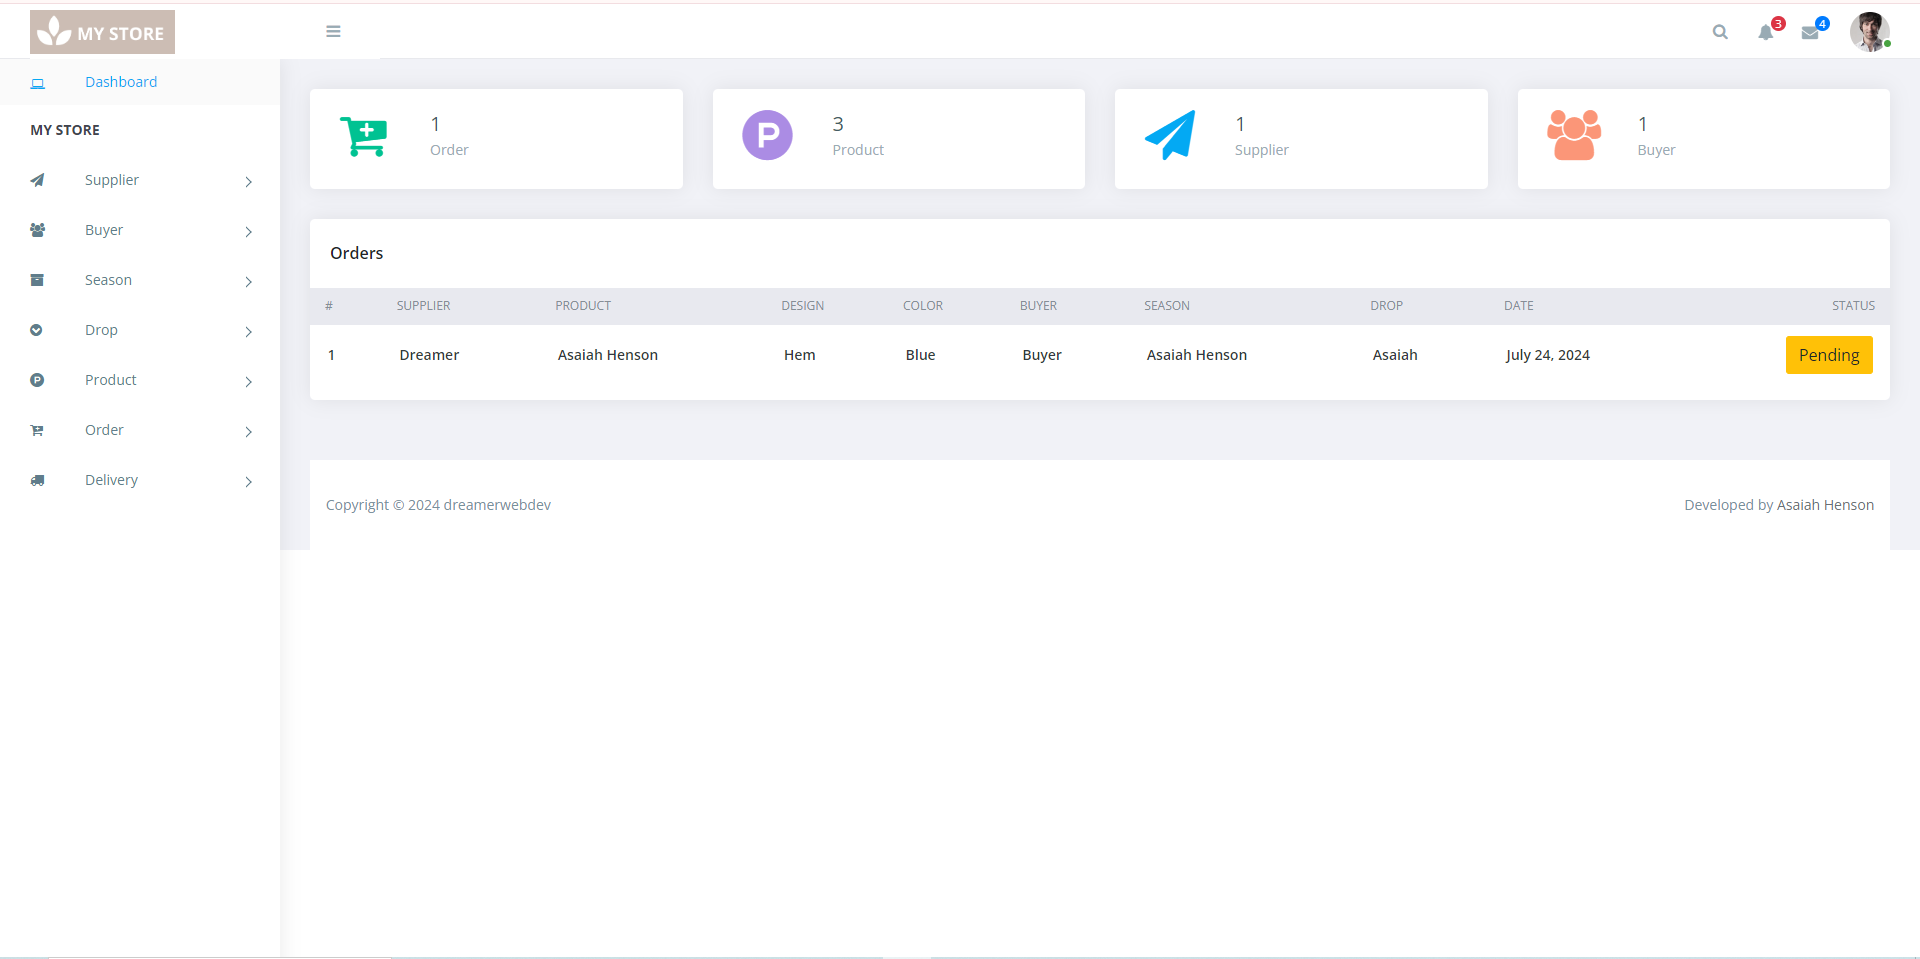 MY STORE
3
4
Dashboard
MY STORE
Supplier
Buyer
Season
Drop
Product
Order
Delivery
1
Order
3
Product
1
Supplier
1
Buyer
Orders
# SUPPLIER PRODUCT DESIGN COLOR BUYER SEASON DROP DATE STATUS
1 Dreamer Asaiah Henson Hem Blue Buyer Asaiah Henson Asaiah July 24, 2024 Pending
Copyright © 2024 dreamerwebdev
Developed by Asaiah Henson